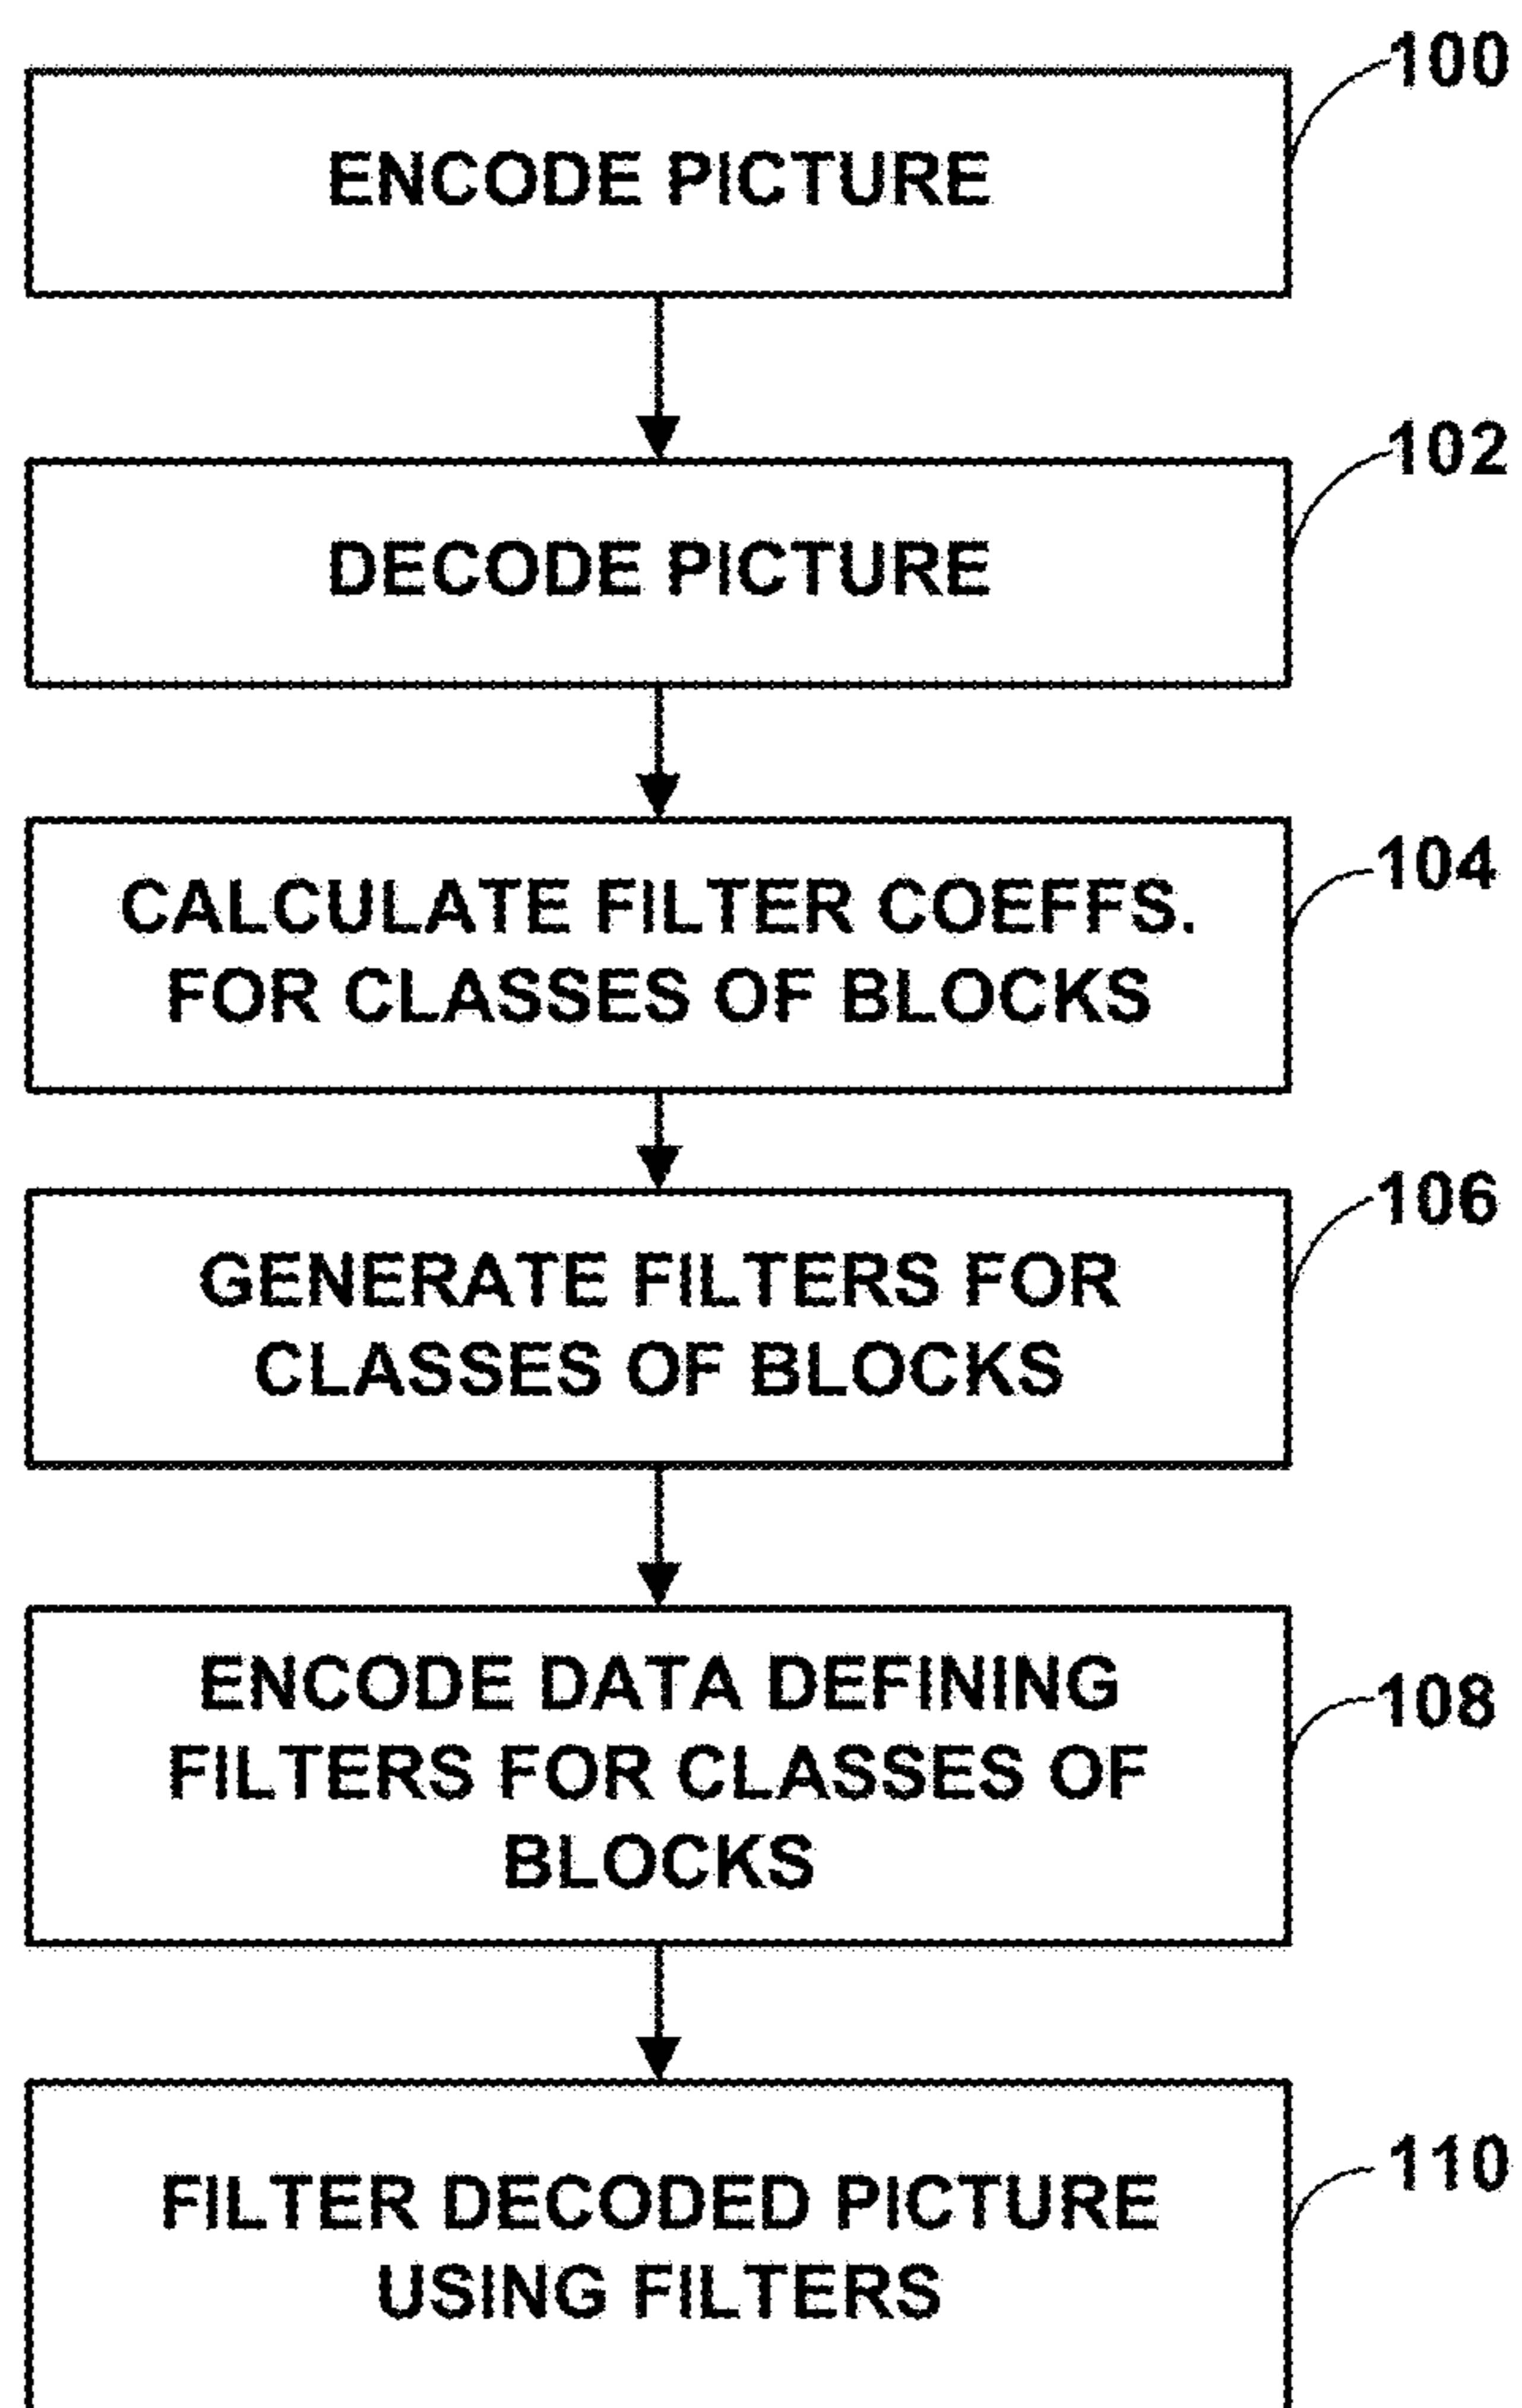 100
ENCODE PICTURE
102
DECODE PICTURE
104
CALCULATE FILTER COEFFS.
FOR CLASSES OF BLOCKS
106
GENERATE FILTERS FOR
CLASSES OF BLOCKS
108
ENCODE DATA DEFINING
FILTERS FOR CLASSES OF
BLOCKS
110
FILTER DECODED PICTURE
USING FILTERS